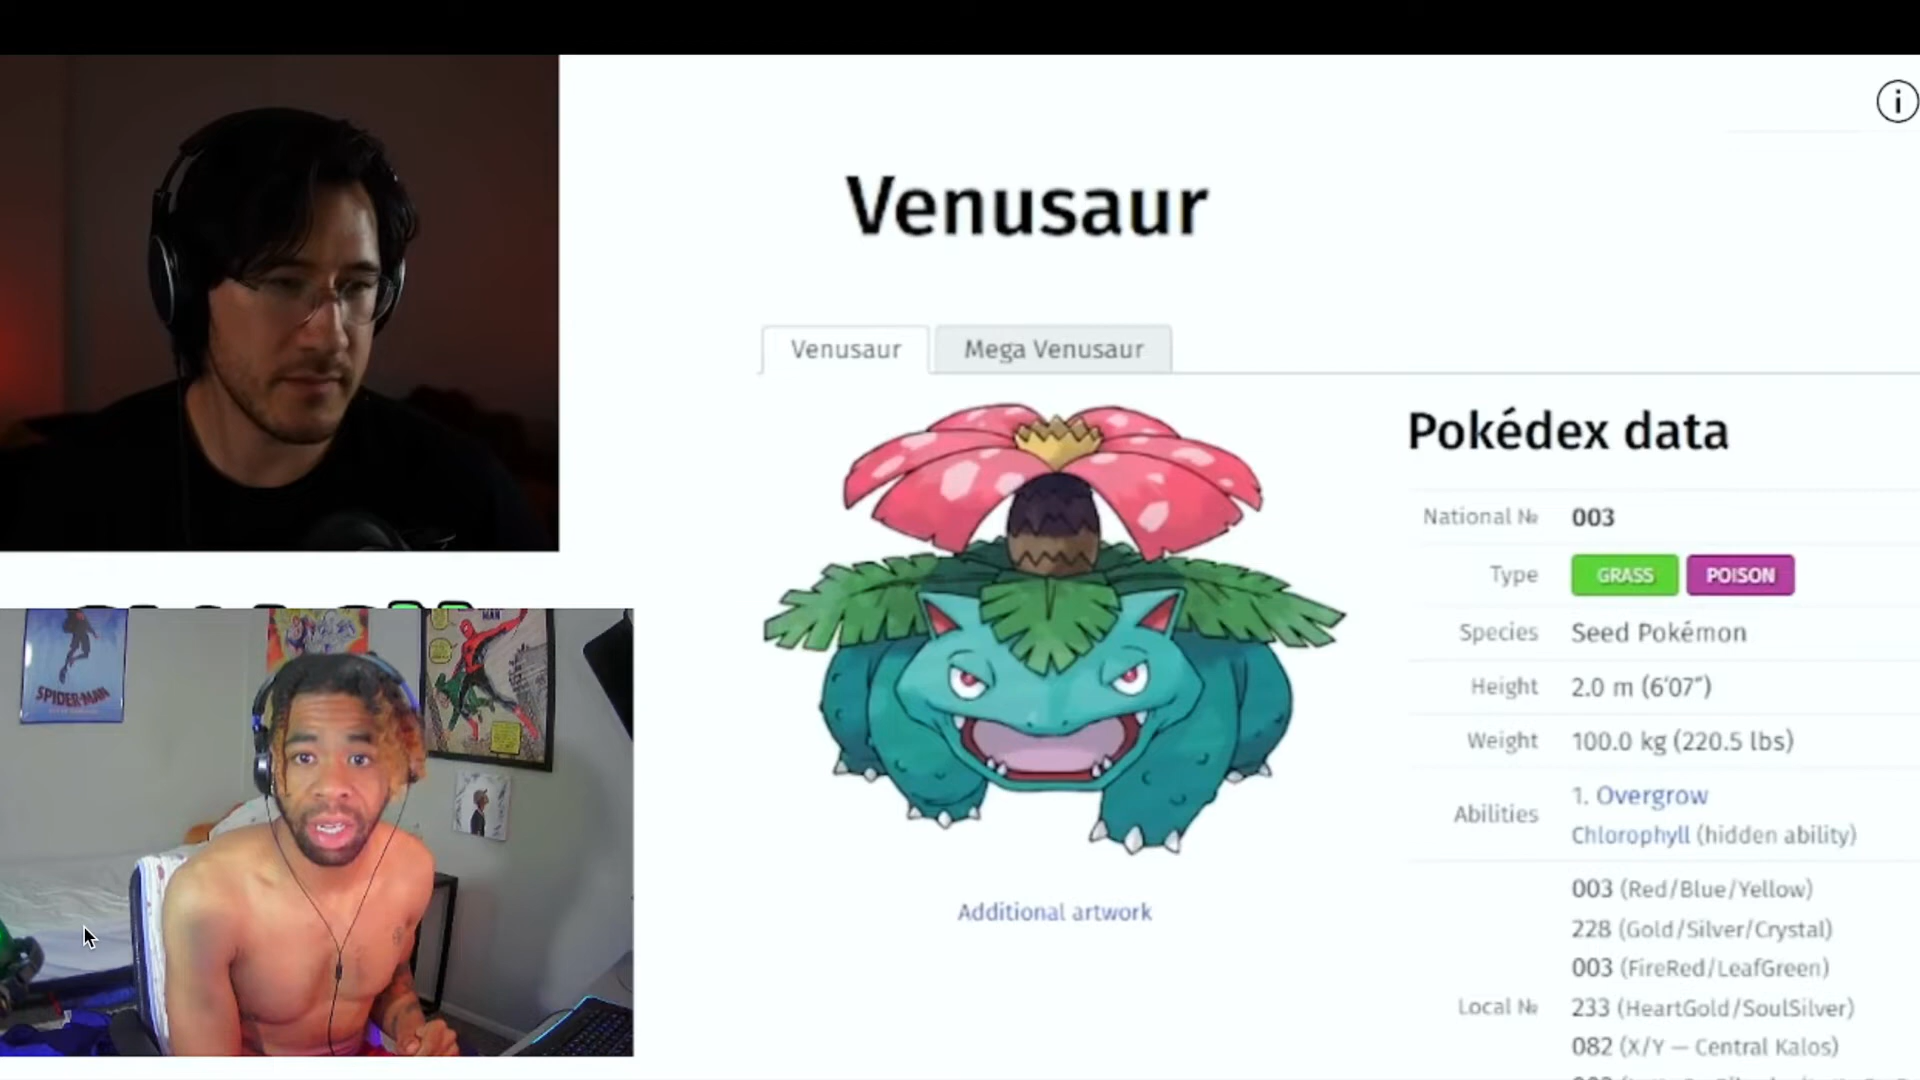 Venusaur
Venusaur
Mega Venusaur
Pokédex data
National № 003
Type GRASS POISON
Species Seed Pokémon
Height 2.0 m (6′07″)
Weight 100.0 kg (220.5 lbs)
Abilities 1. Overgrow
Chlorophyll (hidden ability)
Local № 003 (Red/Blue/Yellow)
228 (Gold/Silver/Crystal)
003 (FireRed/LeafGreen)
233 (HeartGold/SoulSilver)
082 (X/Y — Central Kalos)
Additional artwork
SPIDER-MAN
MAN